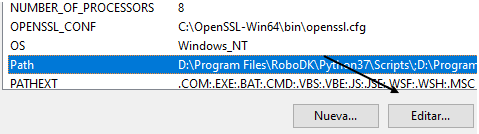 NUMBER_OF_PROCESSORS 8
OPENSSL_CONF C:\OpenSSL-Win64\bin\openssl.cfg
OS Windows_NT
Path D:\Program Files\RoboDK\Python37\Scripts\;D:\Program
PATHEXT .COM;.EXE;.BAT;.CMD;.VBS;.VBE;.JS;.JSE;.WSF;.WSH;.MSC
Nueva... Editar...